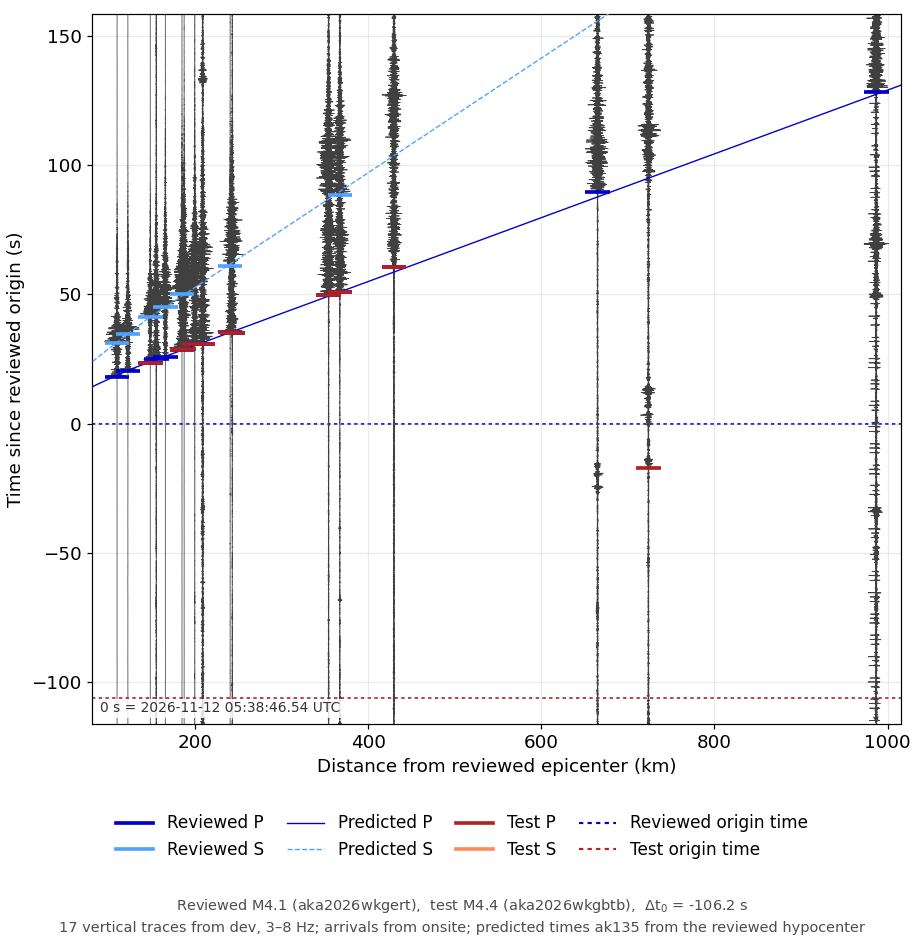 150
100
50
0
−50
−100
Time since reviewed origin (s)
0 s = 2026-11-12 05:38:46.54 UTC
200
400
600
800
1000
Distance from reviewed epicenter (km)
Reviewed P
Predicted P
Test P
Reviewed origin time
Reviewed S
Predicted S
Test S
Test origin time
Reviewed M4.1 (aka2026wkgert), test M4.4 (aka2026wkgbtb), Δt₀ = -106.2 s
17 vertical traces from dev, 3–8 Hz; arrivals from onsite; predicted times ak135 from the reviewed hypocenter